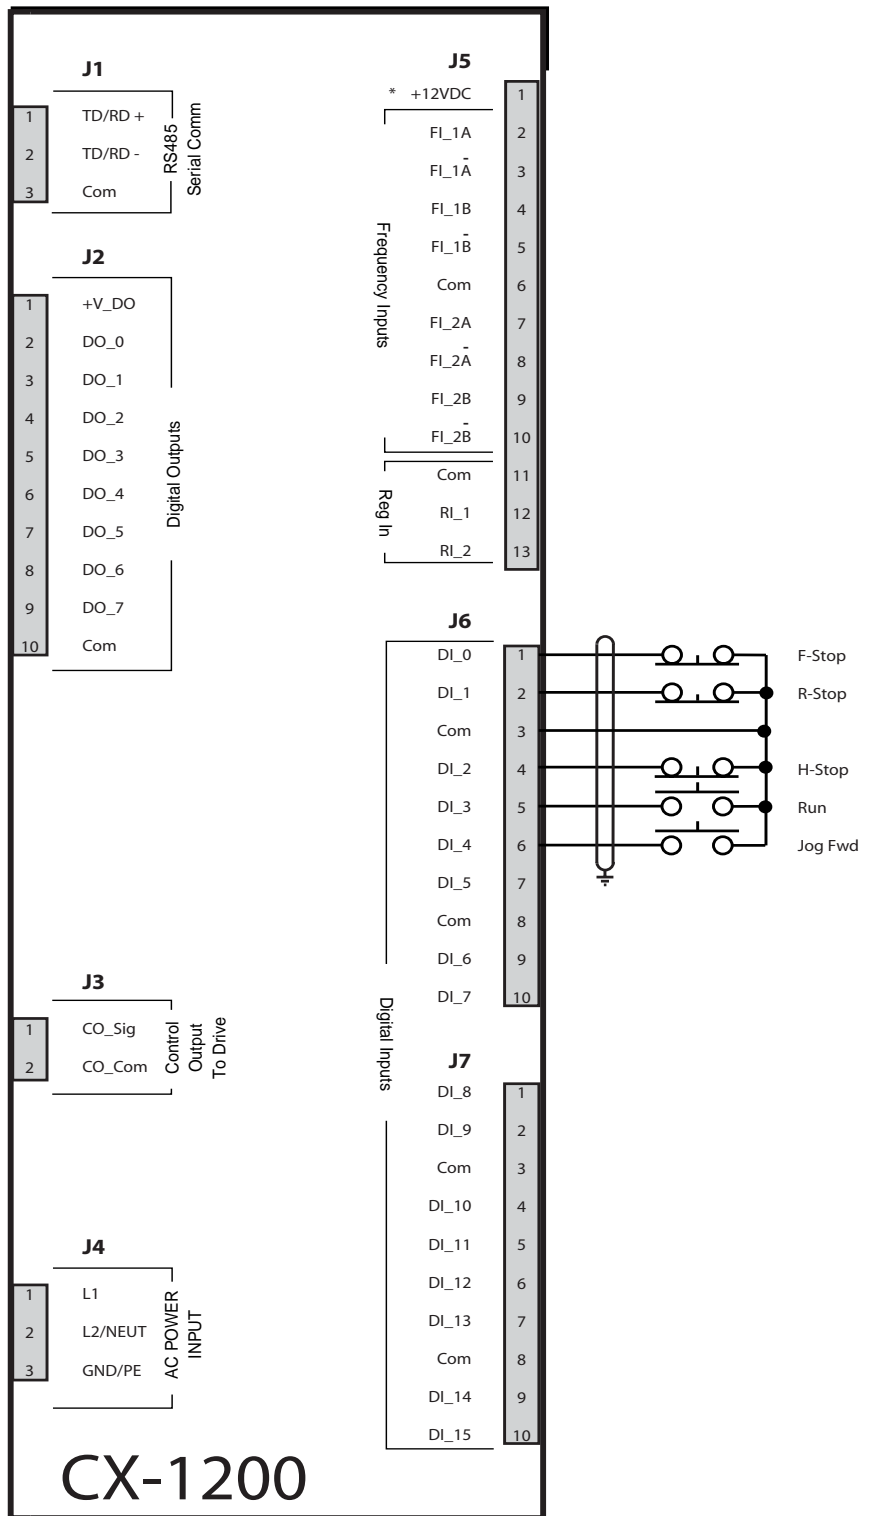 J1
1 TD/RD +
2 TD/RD -
3 Com
RS485
Serial Comm
J2
1 +V_DO
2 DO_0
3 DO_1
4 DO_2
5 DO_3
6 DO_4
7 DO_5
8 DO_6
9 DO_7
10 Com
Digital Outputs
J3
1 CO_Sig
2 CO_Com
Control
Output
To Drive
J4
1 L1
2 L2/NEUT
3 GND/PE
AC POWER
INPUT
J5
* +12VDC 1
FI_1A 2
FI_1A̅ 3
FI_1B 4
FI_1B̅ 5
Com 6
FI_2A 7
FI_2A̅ 8
FI_2B 9
FI_2B̅ 10
Frequency Inputs
Com 11
RI_1 12
RI_2 13
Reg In
J6
DI_0 1 F-Stop
DI_1 2 R-Stop
Com 3
DI_2 4 H-Stop
DI_3 5 Run
DI_4 6 Jog Fwd
DI_5 7
Com 8
DI_6 9
DI_7 10
Digital Inputs
J7
DI_8 1
DI_9 2
Com 3
DI_10 4
DI_11 5
DI_12 6
DI_13 7
Com 8
DI_14 9
DI_15 10
CX-1200